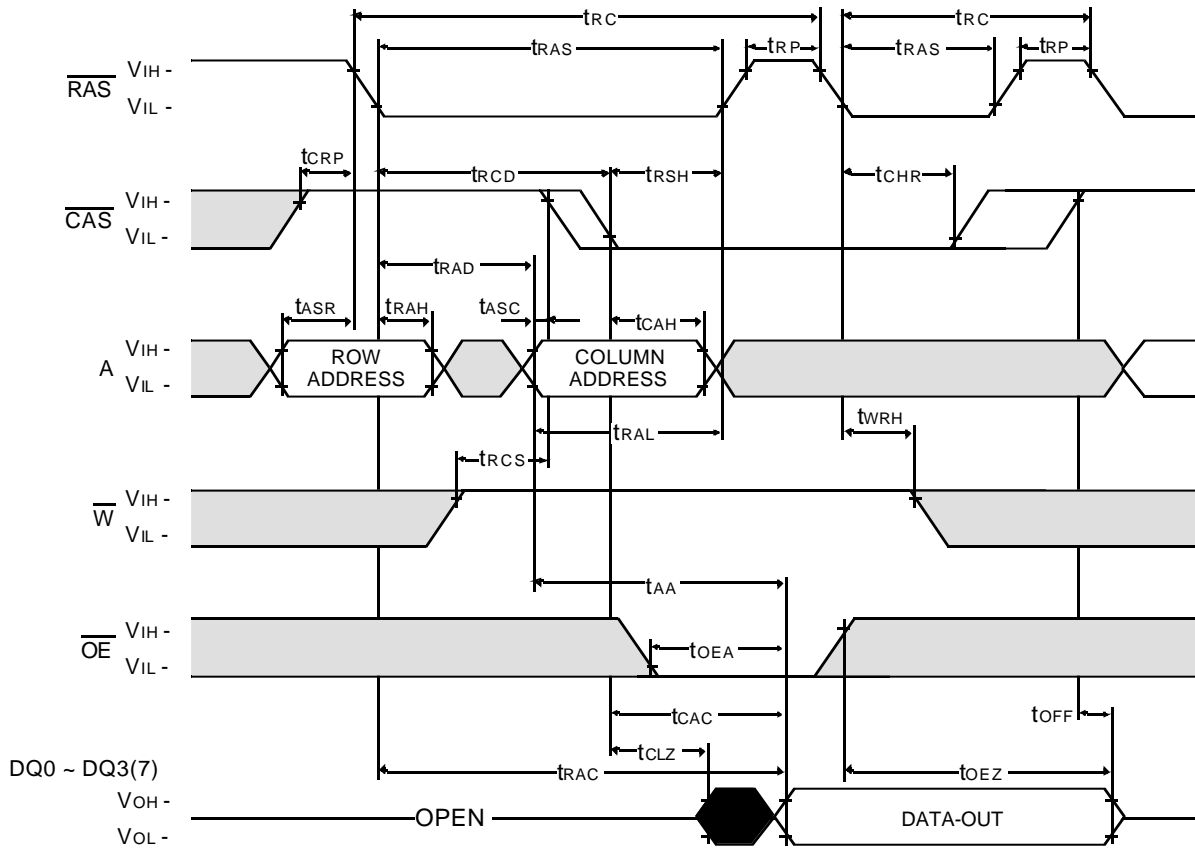 tRC tRC
tRAS tRP tRAS tRP
RAS VIH -
VIL -
tCRP tRCD tRSH tCHR
CAS VIH -
VIL -
tRAD
tASR tRAH tASC tCAH
A VIH -
VIL -
ROW
ADDRESS
COLUMN
ADDRESS
tRAL tWRH
tRCS
W VIH -
VIL -
tAA
OE VIH -
VIL -
tOEA
tCAC tOFF
tCLZ
DQ0 ~ DQ3(7) tRAC tOEZ
VOH -
VOL -
OPEN DATA-OUT